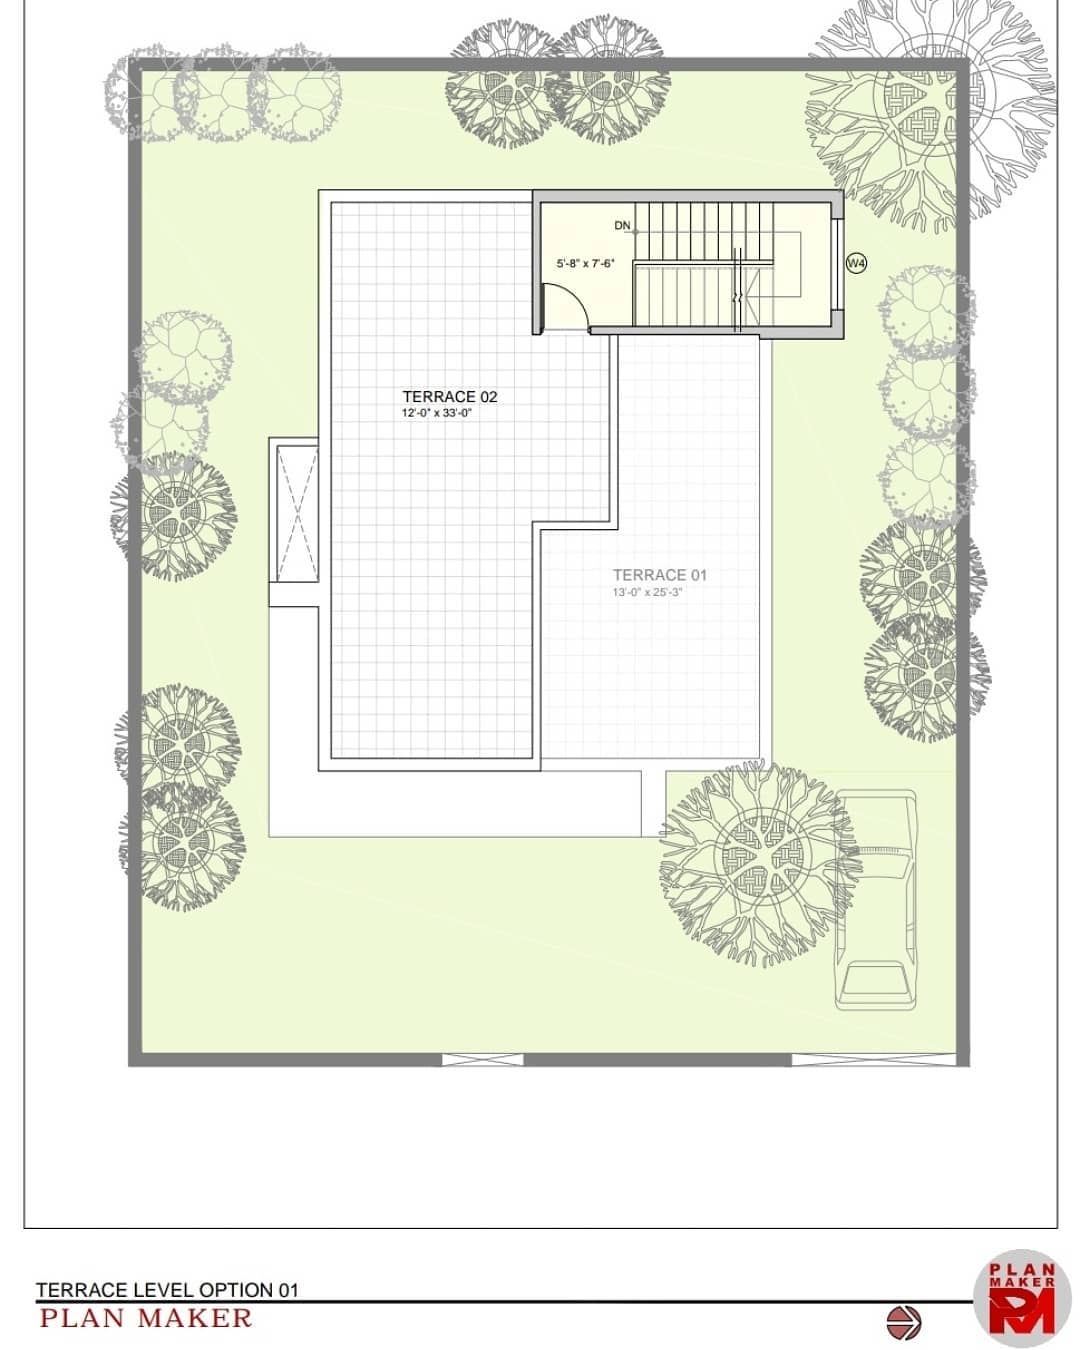 DN
5'-8" x 7'-6"
W4
TERRACE 02
12'-0" x 33'-0"
TERRACE 01
13'-0" x 25'-3"
TERRACE LEVEL OPTION 01
PLAN MAKER
PLAN
MAKER
PM